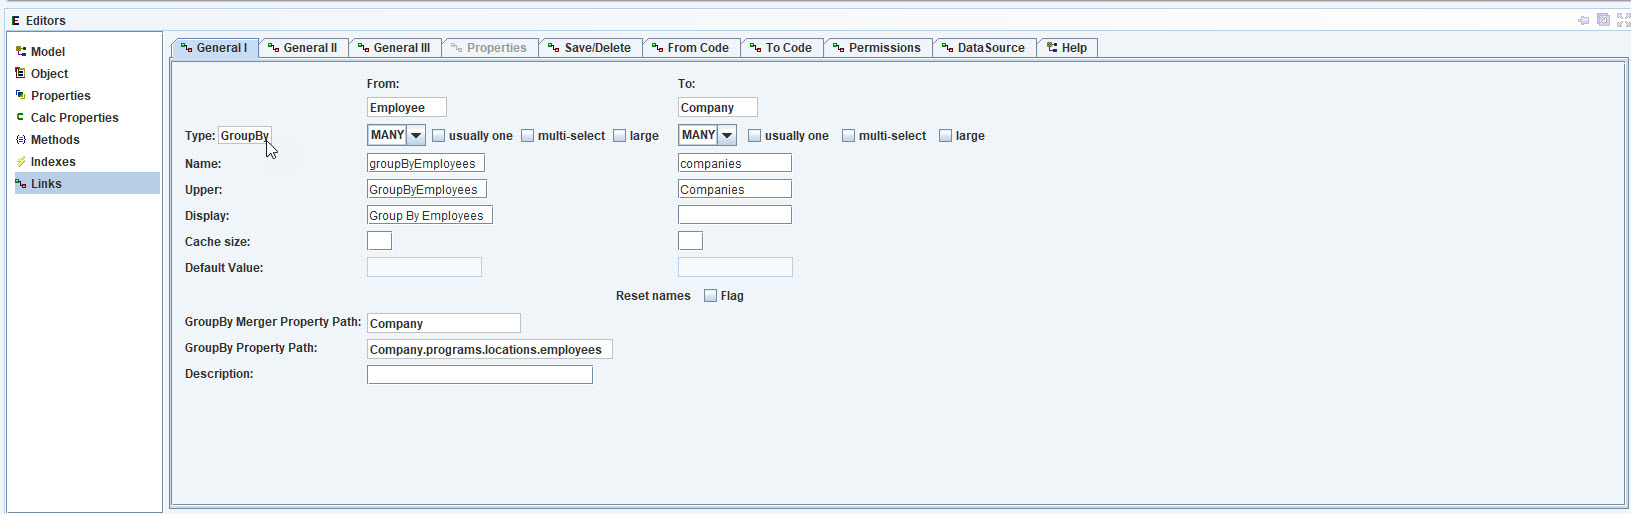 Editors
Model
Object
Properties
Calc Properties
Methods
Indexes
Links
General I General II General III Properties Save/Delete From Code To Code Permissions DataSource Help
From: To:
Employee Company
Type: GroupBy MANY usually one multi-select large MANY usually one multi-select large
Name: groupByEmployees companies
Upper: GroupByEmployees Companies
Display: Group By Employees
Cache size:
Default Value:
Reset names Flag
GroupBy Merger Property Path: Company
GroupBy Property Path: Company.programs.locations.employees
Description: